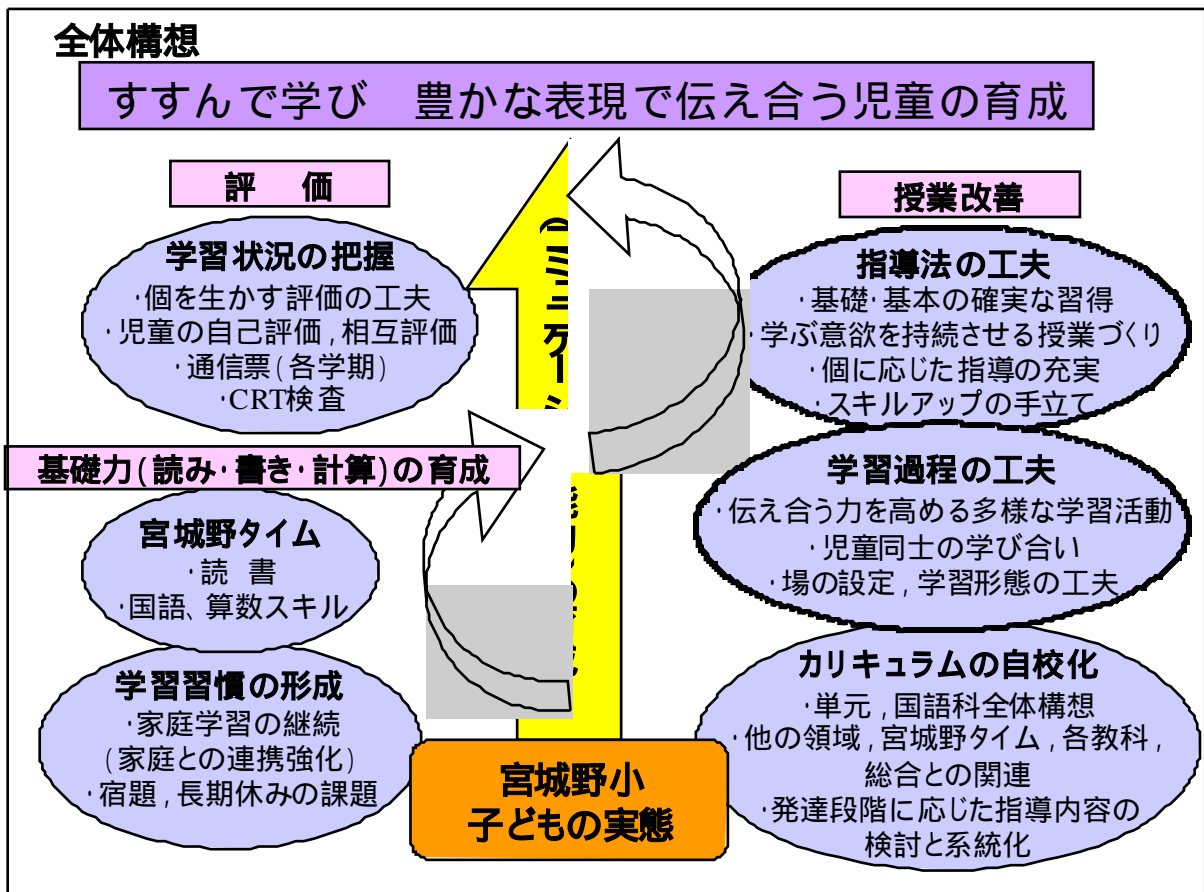 全体構想
すすんで学び 豊かな表現で伝え合う児童の育成
評 価
学習状況の把握
・個を生かす評価の工夫
・児童の自己評価,相互評価
・通信票(各学期)
・CRT検査
基礎力(読み・書き・計算)の育成
宮城野タイム
・読 書
・国語、算数スキル
学習習慣の形成
・家庭学習の継続
(家庭との連携強化)
・宿題,長期休みの課題
宮城野小
子どもの実態
授業改善
指導法の工夫
・基礎・基本の確実な習得
・学ぶ意欲を持続させる授業づくり
・個に応じた指導の充実
・スキルアップの手立て
学習過程の工夫
・伝え合う力を高める多様な学習活動
・児童同士の学び合い
・場の設定,学習形態の工夫
カリキュラムの自校化
・単元,国語科全体構想
・他の領域,宮城野タイム,各教科,
総合との関連
・発達段階に応じた指導内容の
検討と系統化